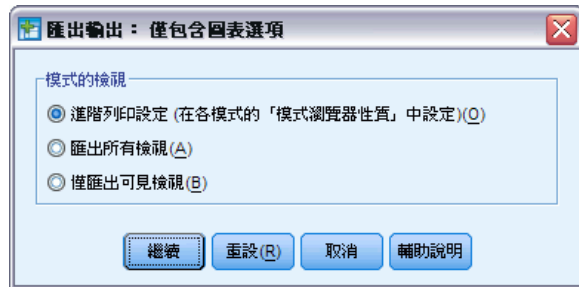 匯出輸出： 僅包含圖表選項
模式的檢視
進階列印設定 (在各模式的「模式瀏覽器性質」中設定)(O)
匯出所有檢視(A)
僅匯出可見檢視(B)
繼續 重設(R) 取消 輔助說明